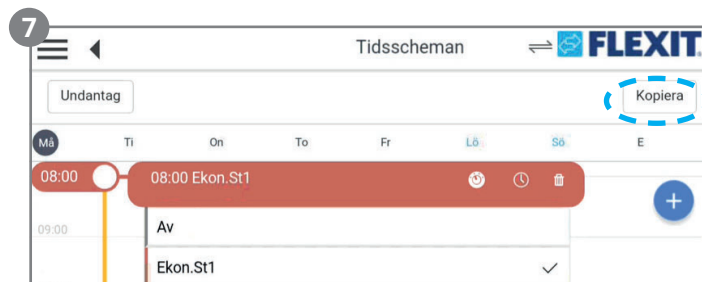 7
Tidsscheman FLEXIT
Undantag Kopiera
Må Ti On To Fr Lö Sö E
08:00 08:00 Ekon.St1
+
09:00 Av
Ekon.St1